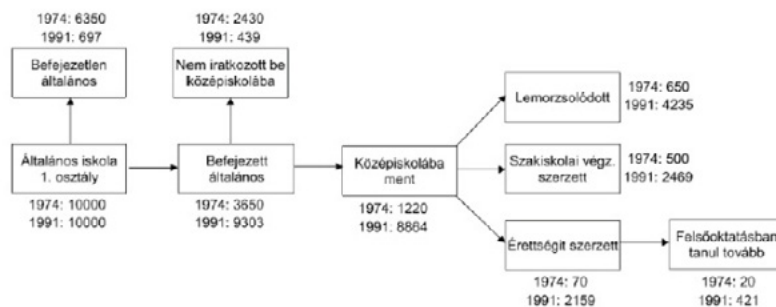 1974: 6350
1991: 697
Befejezetlen
általános
1974: 2430
1991: 439
Nem iratkozott be
középiskolába
Általános iskola
1. osztály
1974: 10000
1991: 10000
Befejezett
általános
1974: 3650
1991: 9303
Középiskolába
ment
1974: 1220
1991: 8864
Lemorzsolódott
1974: 650
1991: 4235
Szakiskolai végz.
szerzett
1974: 500
1991: 2469
Érettségit szerzett
1974: 70
1991: 2159
Felsőoktatásban
tanul tovább
1974: 20
1991: 421